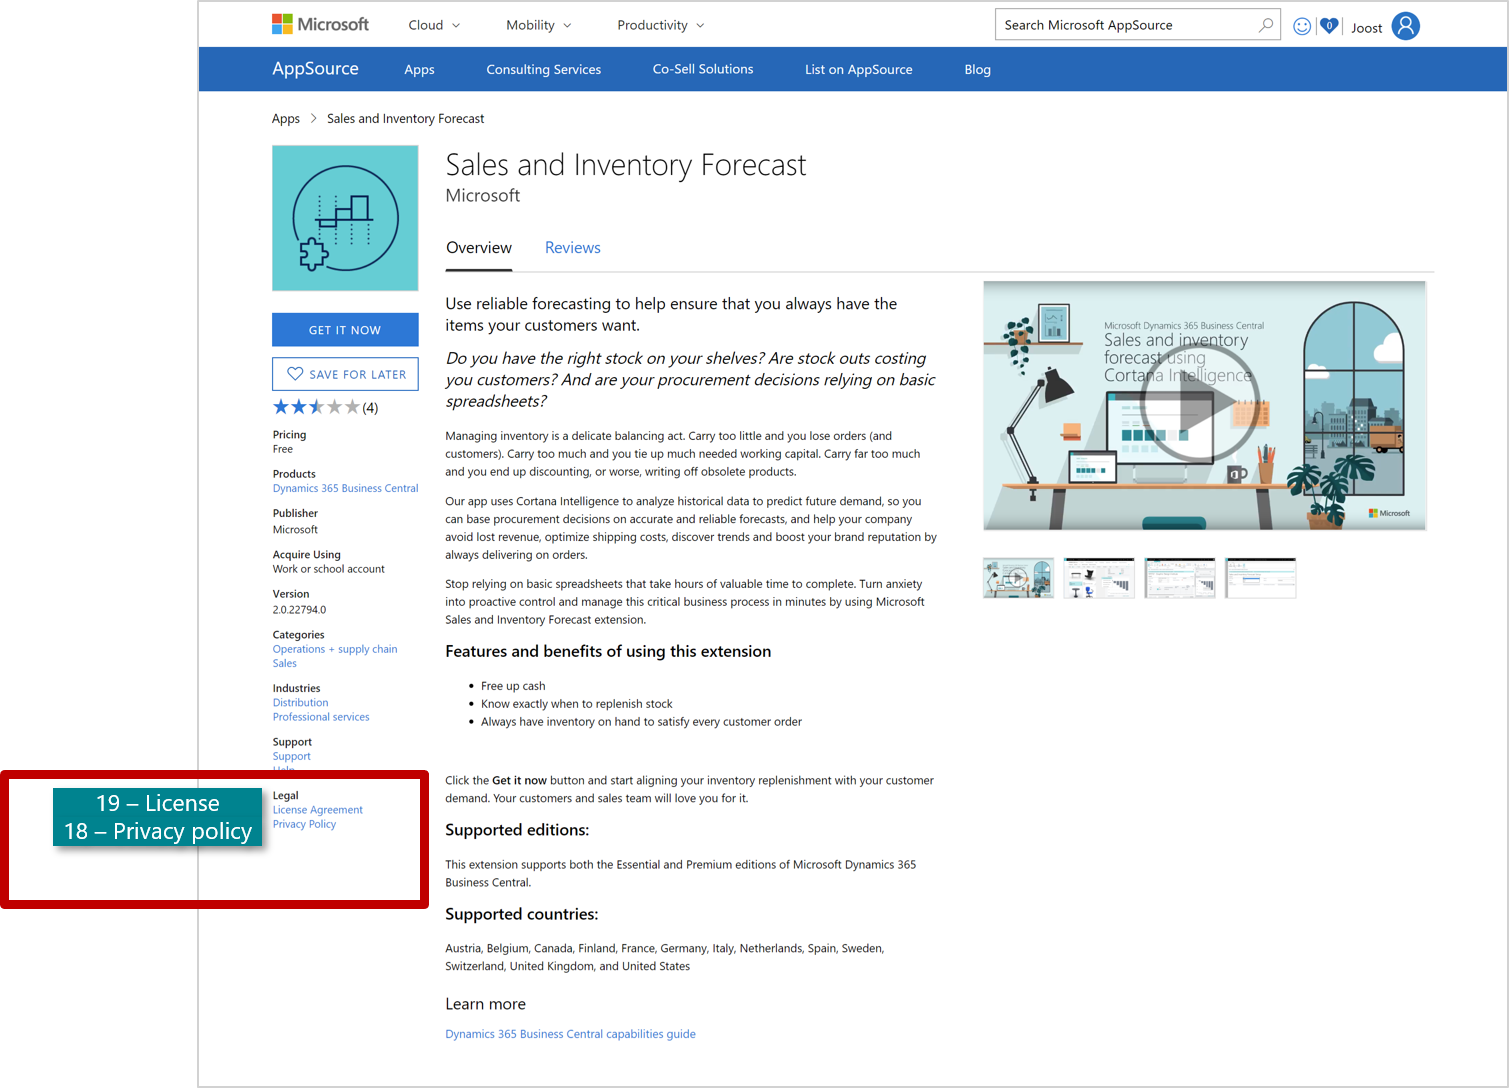 Microsoft
Cloud
Mobility
Productivity
Search Microsoft AppSource
0
Joost
AppSource
Apps
Consulting Services
Co-Sell Solutions
List on AppSource
Blog
Apps > Sales and Inventory Forecast
Sales and Inventory Forecast
Microsoft
Overview
Reviews
GET IT NOW
SAVE FOR LATER
(4)
Pricing
Free
Products
Dynamics 365 Business Central
Publisher
Microsoft
Acquire Using
Work or school account
Version
2.0.22794.0
Categories
Operations + supply chain
Sales
Industries
Distribution
Professional services
Support
Support
Help
Legal
License Agreement
Privacy Policy
19 – License
18 – Privacy policy
Use reliable forecasting to help ensure that you always have the
items your customers want.
Do you have the right stock on your shelves? Are stock outs costing
you customers? And are your procurement decisions relying on basic
spreadsheets?
Managing inventory is a delicate balancing act. Carry too little and you lose orders (and
customers). Carry too much and you tie up much needed working capital. Carry far too much
and you end up discounting, or worse, writing off obsolete products.
Our app uses Cortana Intelligence to analyze historical data to predict future demand, so you
can base procurement decisions on accurate and reliable forecasts, and help your company
avoid lost revenue, optimize shipping costs, discover trends and boost your brand reputation by
always delivering on orders.
Stop relying on basic spreadsheets that take hours of valuable time to complete. Turn anxiety
into proactive control and manage this critical business process in minutes by using Microsoft
Sales and Inventory Forecast extension.
Features and benefits of using this extension
• Free up cash
• Know exactly when to replenish stock
• Always have inventory on hand to satisfy every customer order
Click the Get it now button and start aligning your inventory replenishment with your customer
demand. Your customers and sales team will love you for it.
Supported editions:
This extension supports both the Essential and Premium editions of Microsoft Dynamics 365
Business Central.
Supported countries:
Austria, Belgium, Canada, Finland, France, Germany, Italy, Netherlands, Spain, Sweden,
Switzerland, United Kingdom, and United States
Learn more
Dynamics 365 Business Central capabilities guide
Microsoft Dynamics 365 Business Central
Sales and inventory
forecast using
Cortana Intelligence
Microsoft